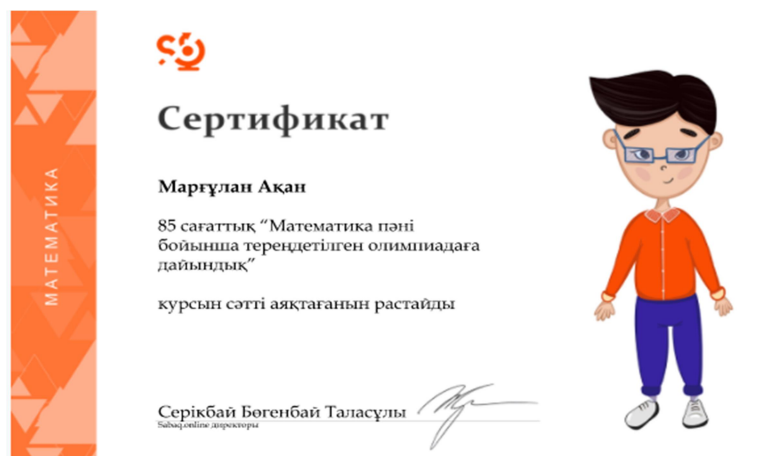 МАТЕМАТИКА
Сертификат
Марғұлан Ақан
85 сағаттық “Математика пәні
бойынша тереңдетілген олимпиадаға
дайындық”
курсын сәтті аяқтағанын растайды
Серікбай Бөгенбай Таласұлы
Sabaq.online директоры